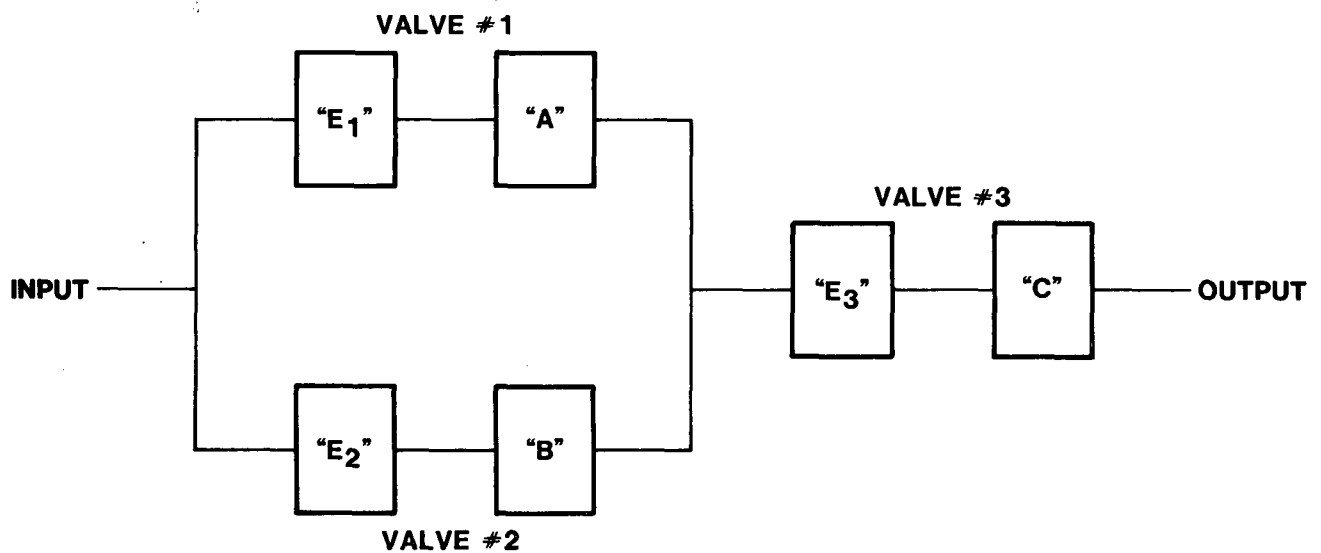 VALVE #1
“E1”
“A”
VALVE #3
INPUT
“E3”
“C”
OUTPUT
“E2”
“B”
VALVE #2